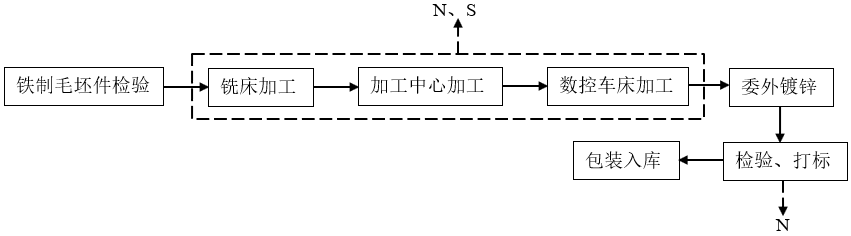 N、S
铁制毛坯件检验
铣床加工
加工中心加工
数控车床加工
委外镀锌
包装入库
检验、打标
N